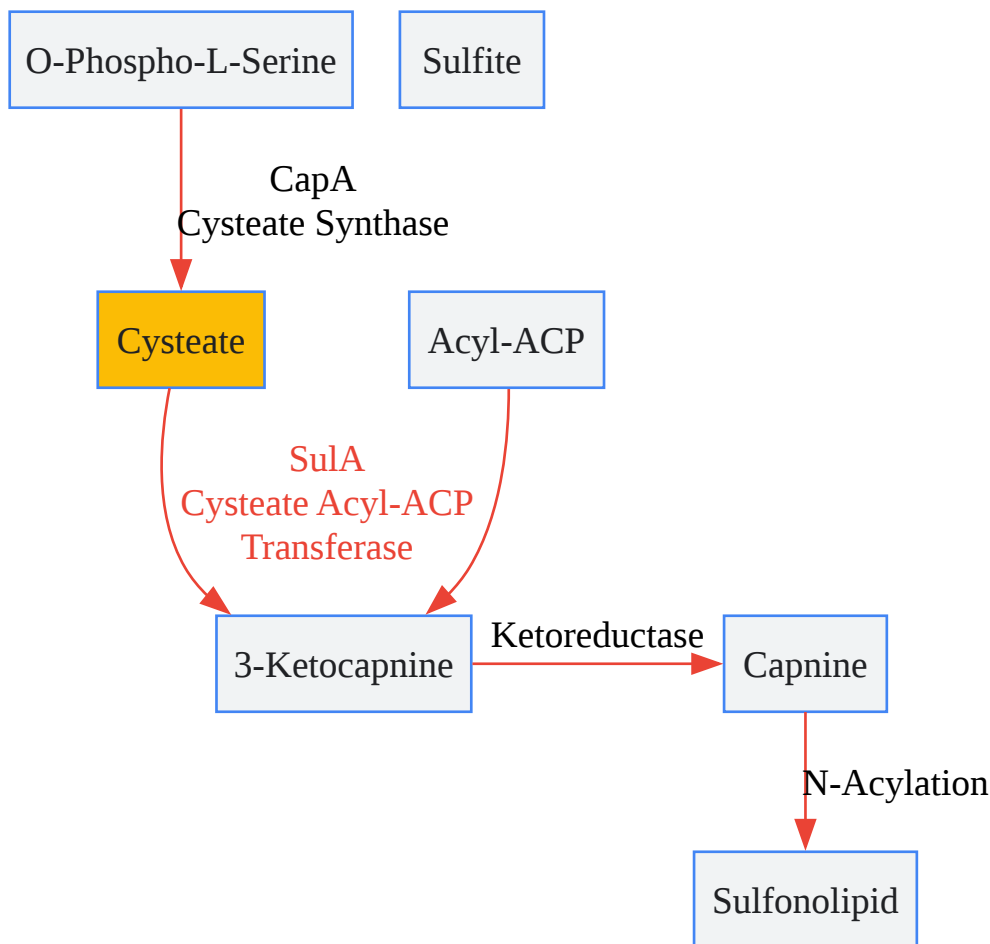 O-Phospho-L-Serine
Sulfite
CapA
Cysteate Synthase
Cysteate
Acyl-ACP
SulA
Cysteate Acyl-ACP
Transferase
3-Ketocapnine
Ketoreductase
Capnine
N-Acylation
Sulfonolipid